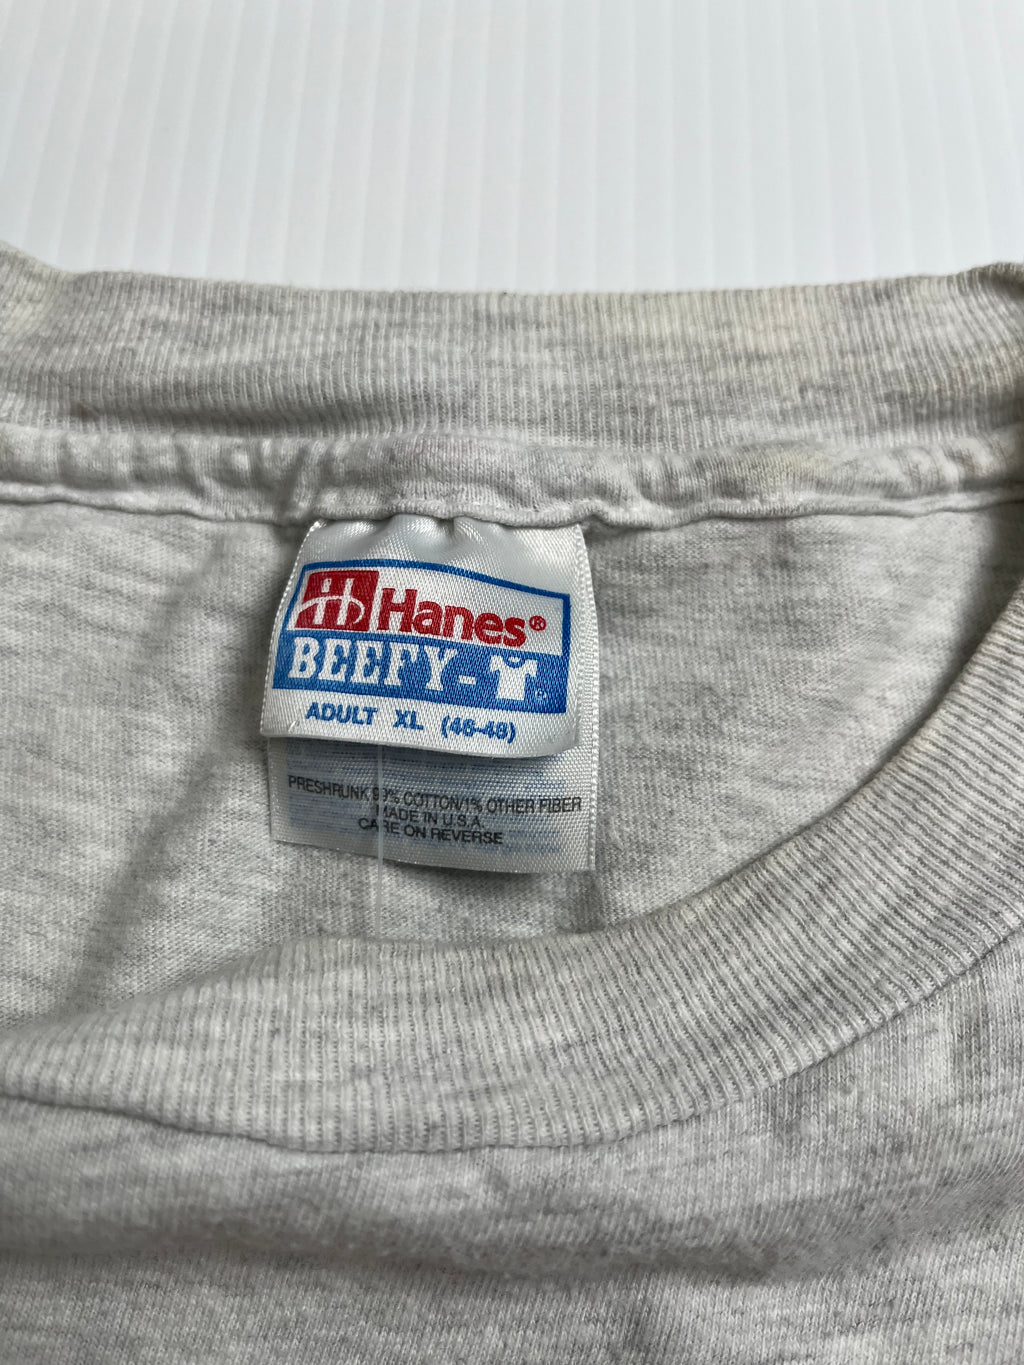 Hanes®
BEEFY-
ADULT XL (46-48)
PRESHRUNK 99% COTTON/1% OTHER FIBER
MADE IN U.S.A.
CARE ON REVERSE